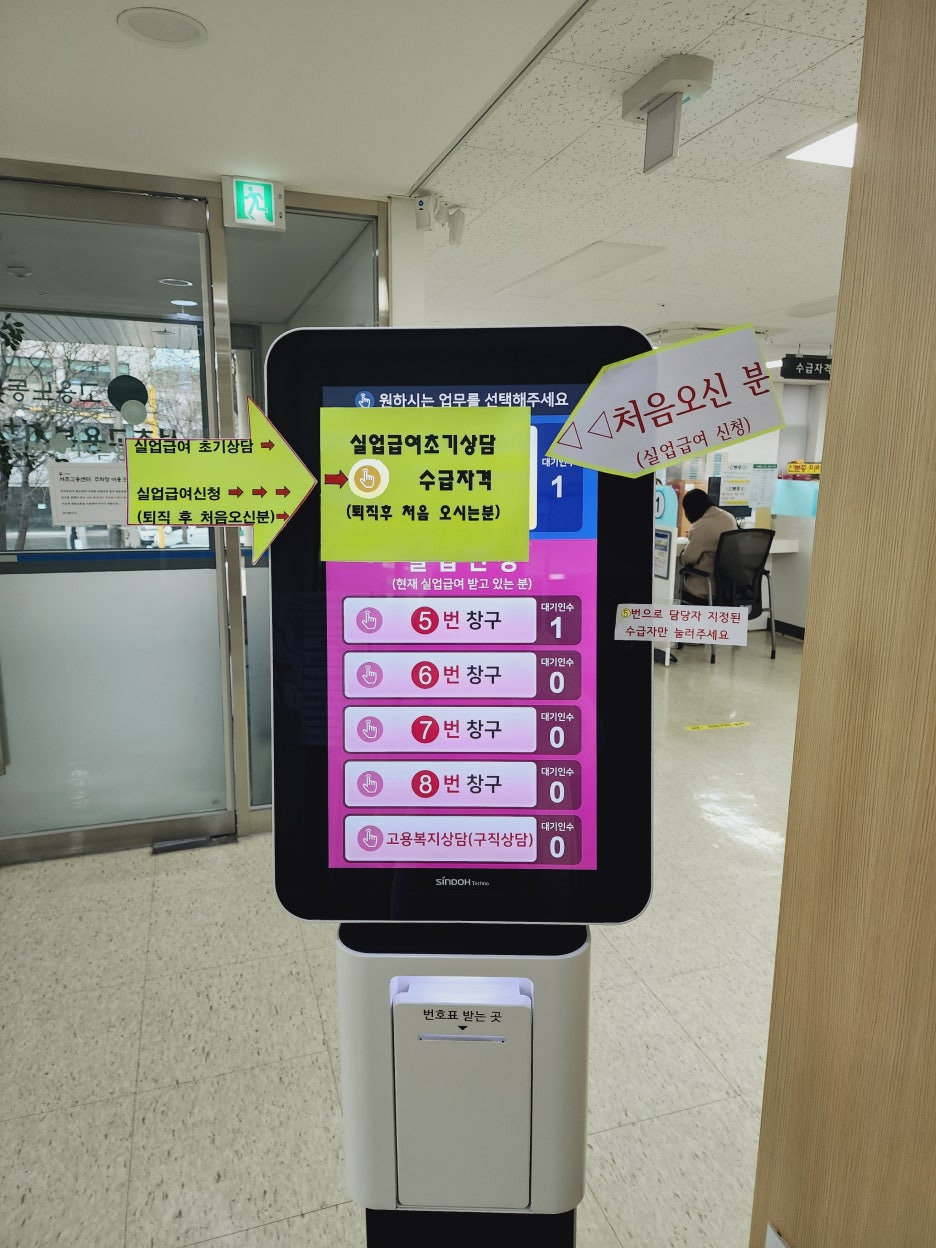 원하시는 업무를 선택해주세요
실업급여 초기상담 →
실업급여신청 → → →
(퇴직 후 처음오신분)→
실업급여초기상담
수급자격
(퇴직후 처음 오시는분)
대기인수
1
◁ ◁처음오신 분
(실업급여 신청)
수급자격
(현재 실업급여 받고 있는 분)
5번 창구
대기인수
1
⑤번으로 담당자 지정된
수급자만 눌러주세요
6번 창구
대기인수
0
7번 창구
대기인수
0
8번 창구
대기인수
0
고용복지상담(구직상담)
대기인수
0
SINDOH Techno
번호표 받는 곳